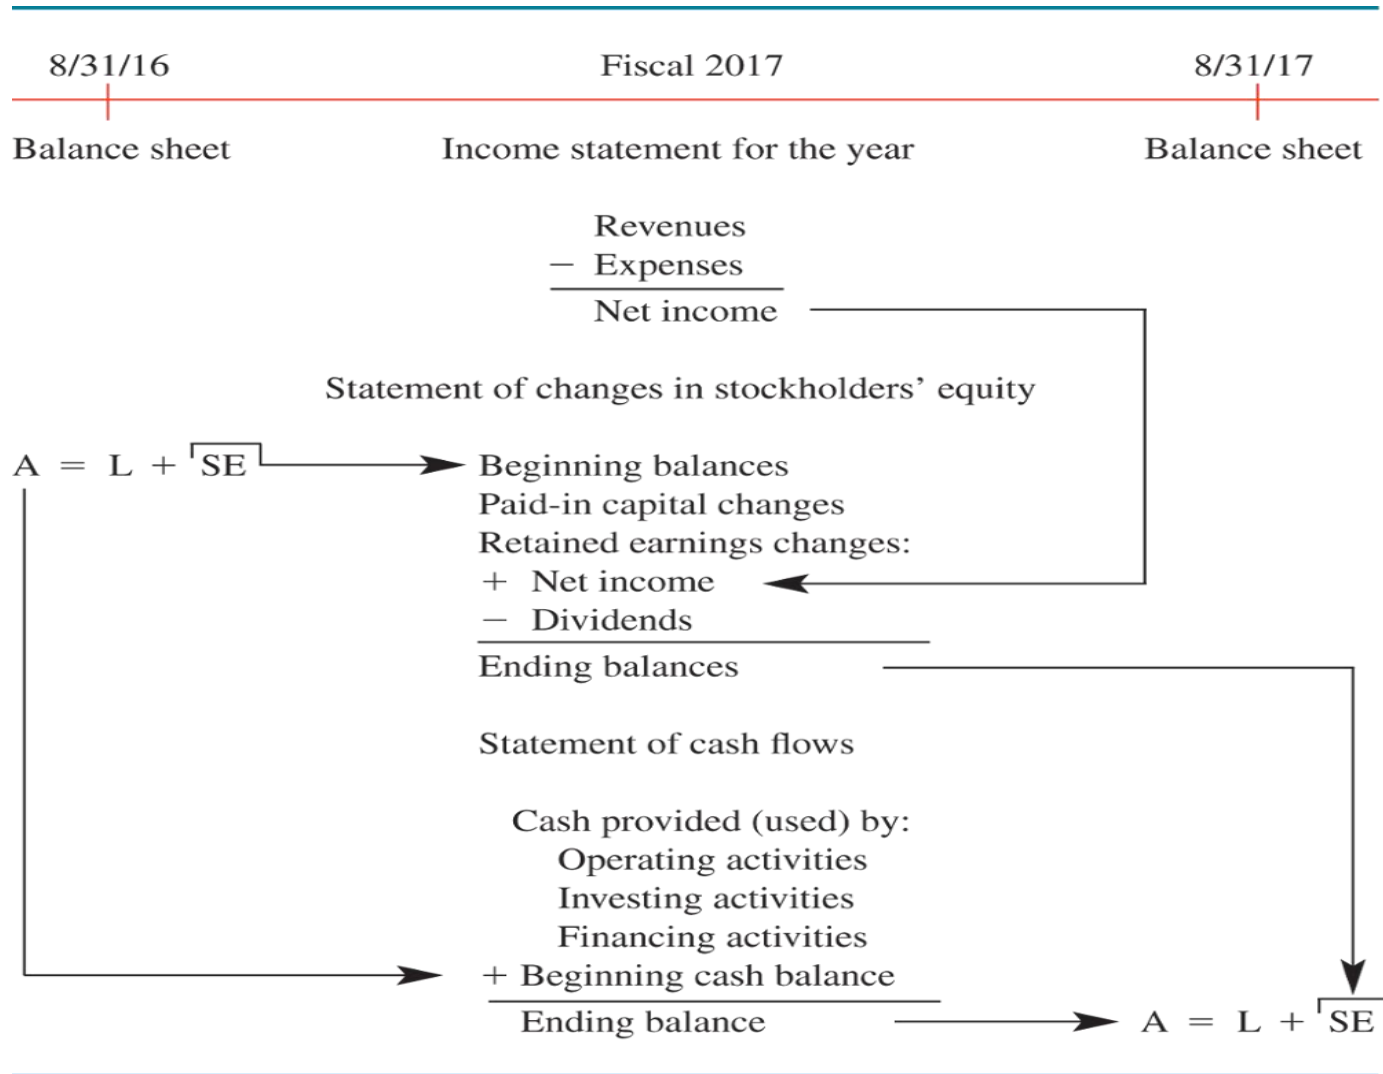 8/31/16 Fiscal 2017 8/31/17
Balance sheet Income statement for the year Balance sheet
Revenues
− Expenses
Net income
Statement of changes in stockholders’ equity
A = L + SE Beginning balances
Paid-in capital changes
Retained earnings changes:
+ Net income
− Dividends
Ending balances
Statement of cash flows
Cash provided (used) by:
Operating activities
Investing activities
Financing activities
+ Beginning cash balance
Ending balance A = L + SE